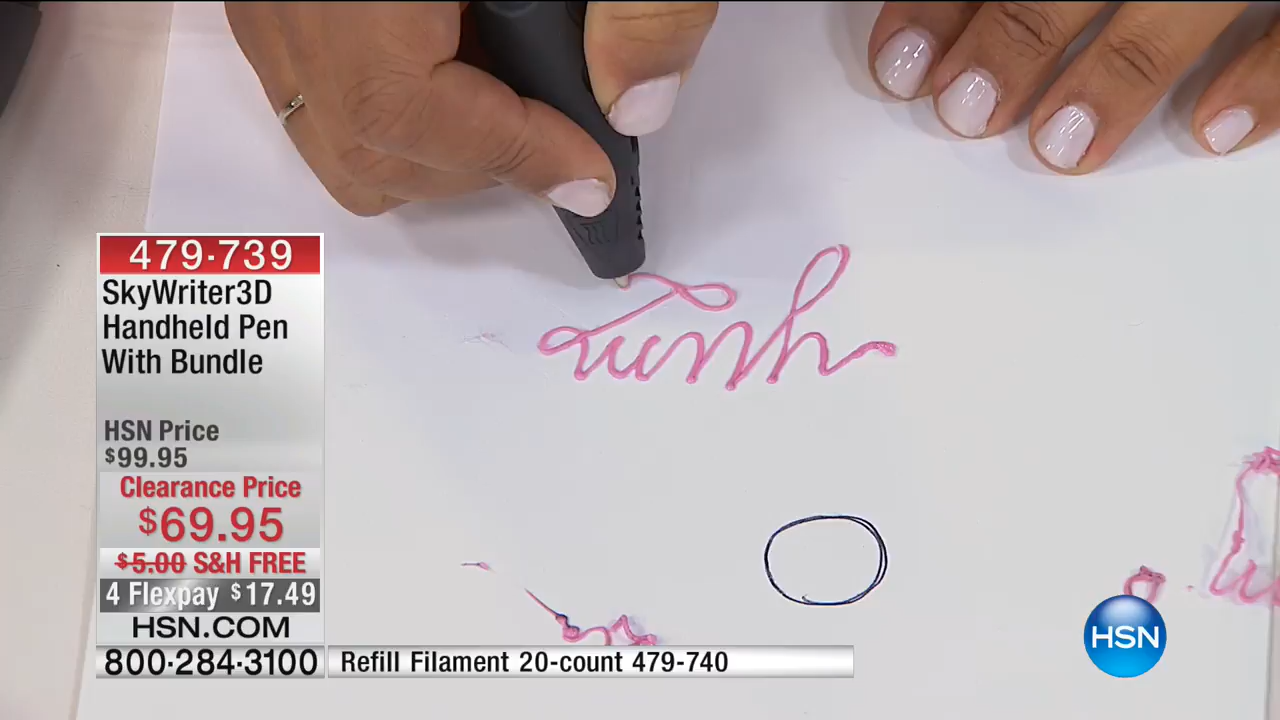 479-739
SkyWriter3D
Handheld Pen
With Bundle
HSN Price
$99.95
Clearance Price
$69.95
$5.00 S&H FREE
4 Flexpay $17.49
HSN.COM
800·284·3100
Refill Filament 20-count 479-740
HSN